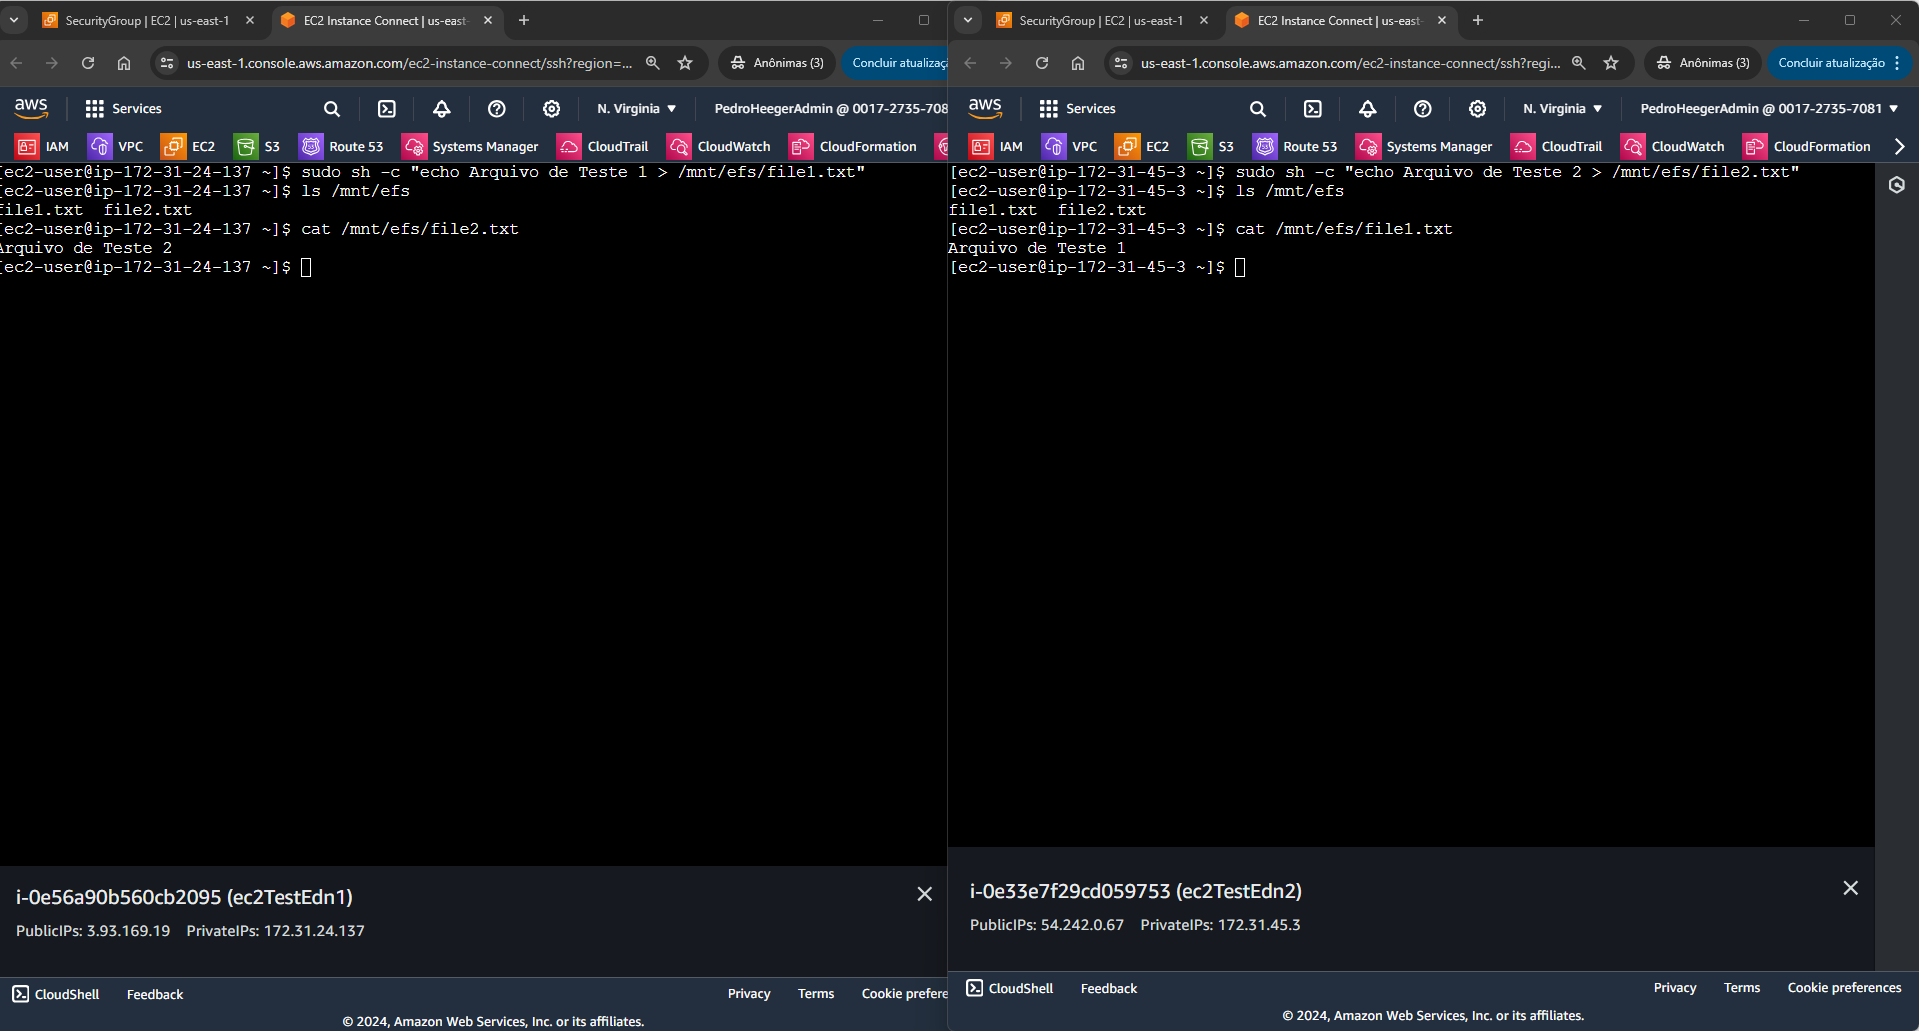 SecurityGroup | EC2 | us-east-1
EC2 Instance Connect | us-east-
us-east-1.console.aws.amazon.com/ec2-instance-connect/ssh?region=...
Anônimas (3)
Concluir atualizaçã
aws
Services
N. Virginia
PedroHeegerAdmin @ 0017-2735-708
IAM
VPC
EC2
S3
Route 53
Systems Manager
CloudTrail
CloudWatch
CloudFormation
[ec2-user@ip-172-31-24-137 ~]$ sudo sh -c "echo Arquivo de Teste 1 > /mnt/efs/file1.txt"
[ec2-user@ip-172-31-24-137 ~]$ ls /mnt/efs
file1.txt  file2.txt
[ec2-user@ip-172-31-24-137 ~]$ cat /mnt/efs/file2.txt
Arquivo de Teste 2
[ec2-user@ip-172-31-24-137 ~]$
i-0e56a90b560cb2095 (ec2TestEdn1)
PublicIPs: 3.93.169.19 PrivateIPs: 172.31.24.137
CloudShell
Feedback
Privacy
Terms
Cookie prefere
© 2024, Amazon Web Services, Inc. or its affiliates.
SecurityGroup | EC2 | us-east-1
EC2 Instance Connect | us-east-
us-east-1.console.aws.amazon.com/ec2-instance-connect/ssh?regi...
Anônimas (3)
Concluir atualização
aws
Services
N. Virginia
PedroHeegerAdmin @ 0017-2735-7081
IAM
VPC
EC2
S3
Route 53
Systems Manager
CloudTrail
CloudWatch
CloudFormation
[ec2-user@ip-172-31-45-3 ~]$ sudo sh -c "echo Arquivo de Teste 2 > /mnt/efs/file2.txt"
[ec2-user@ip-172-31-45-3 ~]$ ls /mnt/efs
file1.txt  file2.txt
[ec2-user@ip-172-31-45-3 ~]$ cat /mnt/efs/file1.txt
Arquivo de Teste 1
[ec2-user@ip-172-31-45-3 ~]$
i-0e33e7f29cd059753 (ec2TestEdn2)
PublicIPs: 54.242.0.67 PrivateIPs: 172.31.45.3
CloudShell
Feedback
Privacy
Terms
Cookie preferences
© 2024, Amazon Web Services, Inc. or its affiliates.